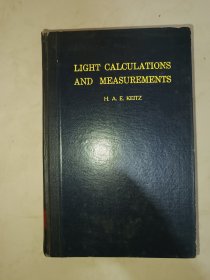 LIGHT CALCULATIONS
AND MEASUREMENTS
H. A. E. KEITZ